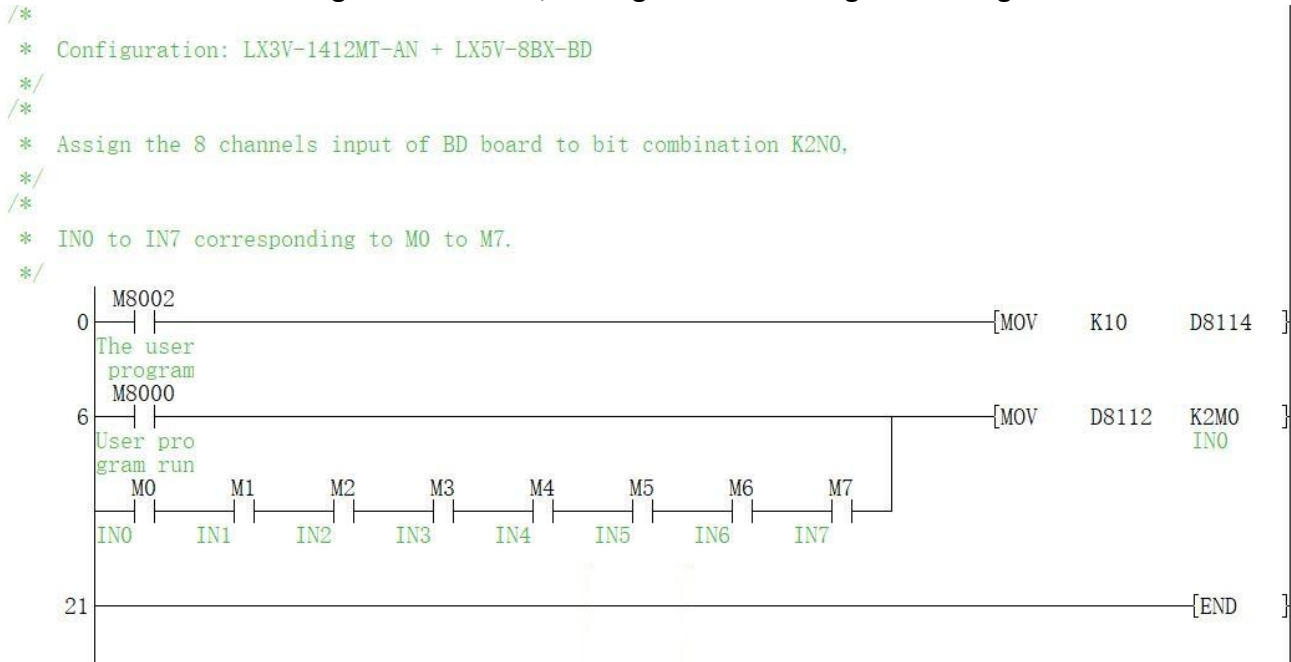 /*
* Configuration: LX3V-1412MT-AN + LX5V-8BX-BD
*/
/*
* Assign the 8 channels input of BD board to bit combination K2N0,
*/
/*
* IN0 to IN7 corresponding to M0 to M7.
*/
M8002
0 [MOV K10 D8114 ]
The user
program
M8000
6 [MOV D8112 K2M0 ]
User pro IN0
gram run
M0 M1 M2 M3 M4 M5 M6 M7
IN0 IN1 IN2 IN3 IN4 IN5 IN6 IN7
21 [END ]